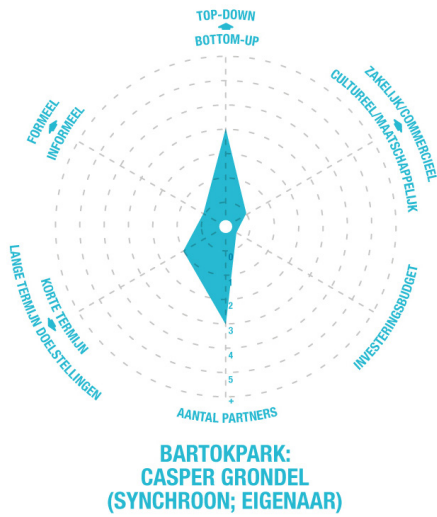 TOP-DOWN
BOTTOM-UP
ZAKELIJK/COMMERCIEEL
CULTUREEL/MAATSCHAPPELIJK
FORMEEL
INFORMEEL
KORTE TERMIJN
LANGE TERMIJN DOELSTELLINGEN
INVESTERINGSBUDGET
0
1
2
3
4
5
+
AANTAL PARTNERS
BARTOKPARK:
CASPER GRONDEL
(SYNCHROON; EIGENAAR)